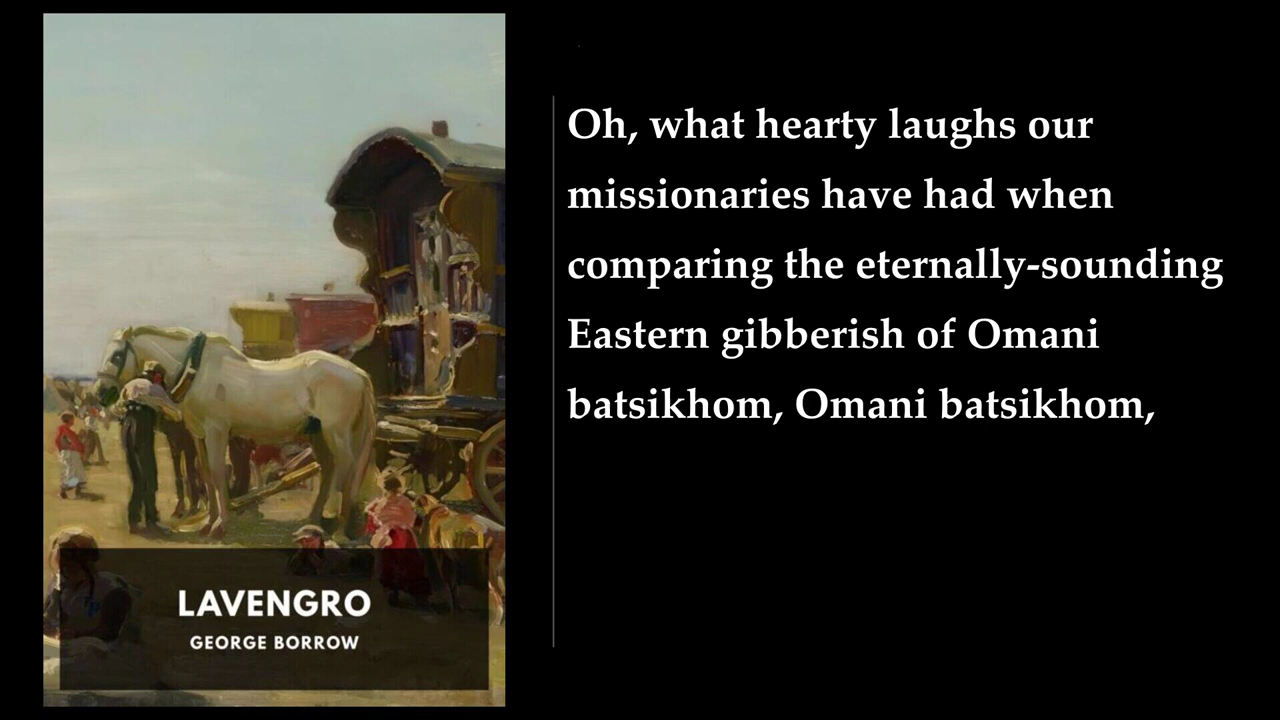 LAVENGRO
GEORGE BORROW
Oh, what hearty laughs our
missionaries have had when
comparing the eternally-sounding
Eastern gibberish of Omani
batsikhom, Omani batsikhom,